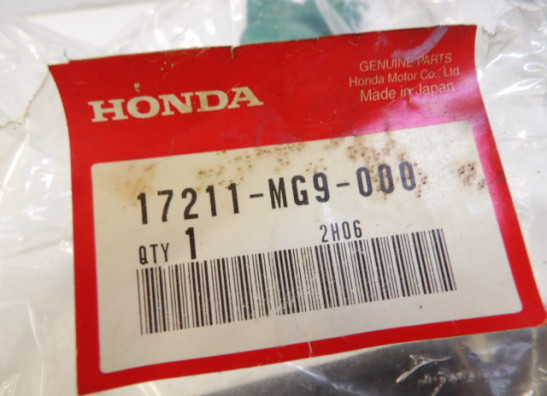 HONDA
GENUINE PARTS
Honda Motor Co., Ltd.
Made in Japan
17211-MG9-000
QTY 1
2H06